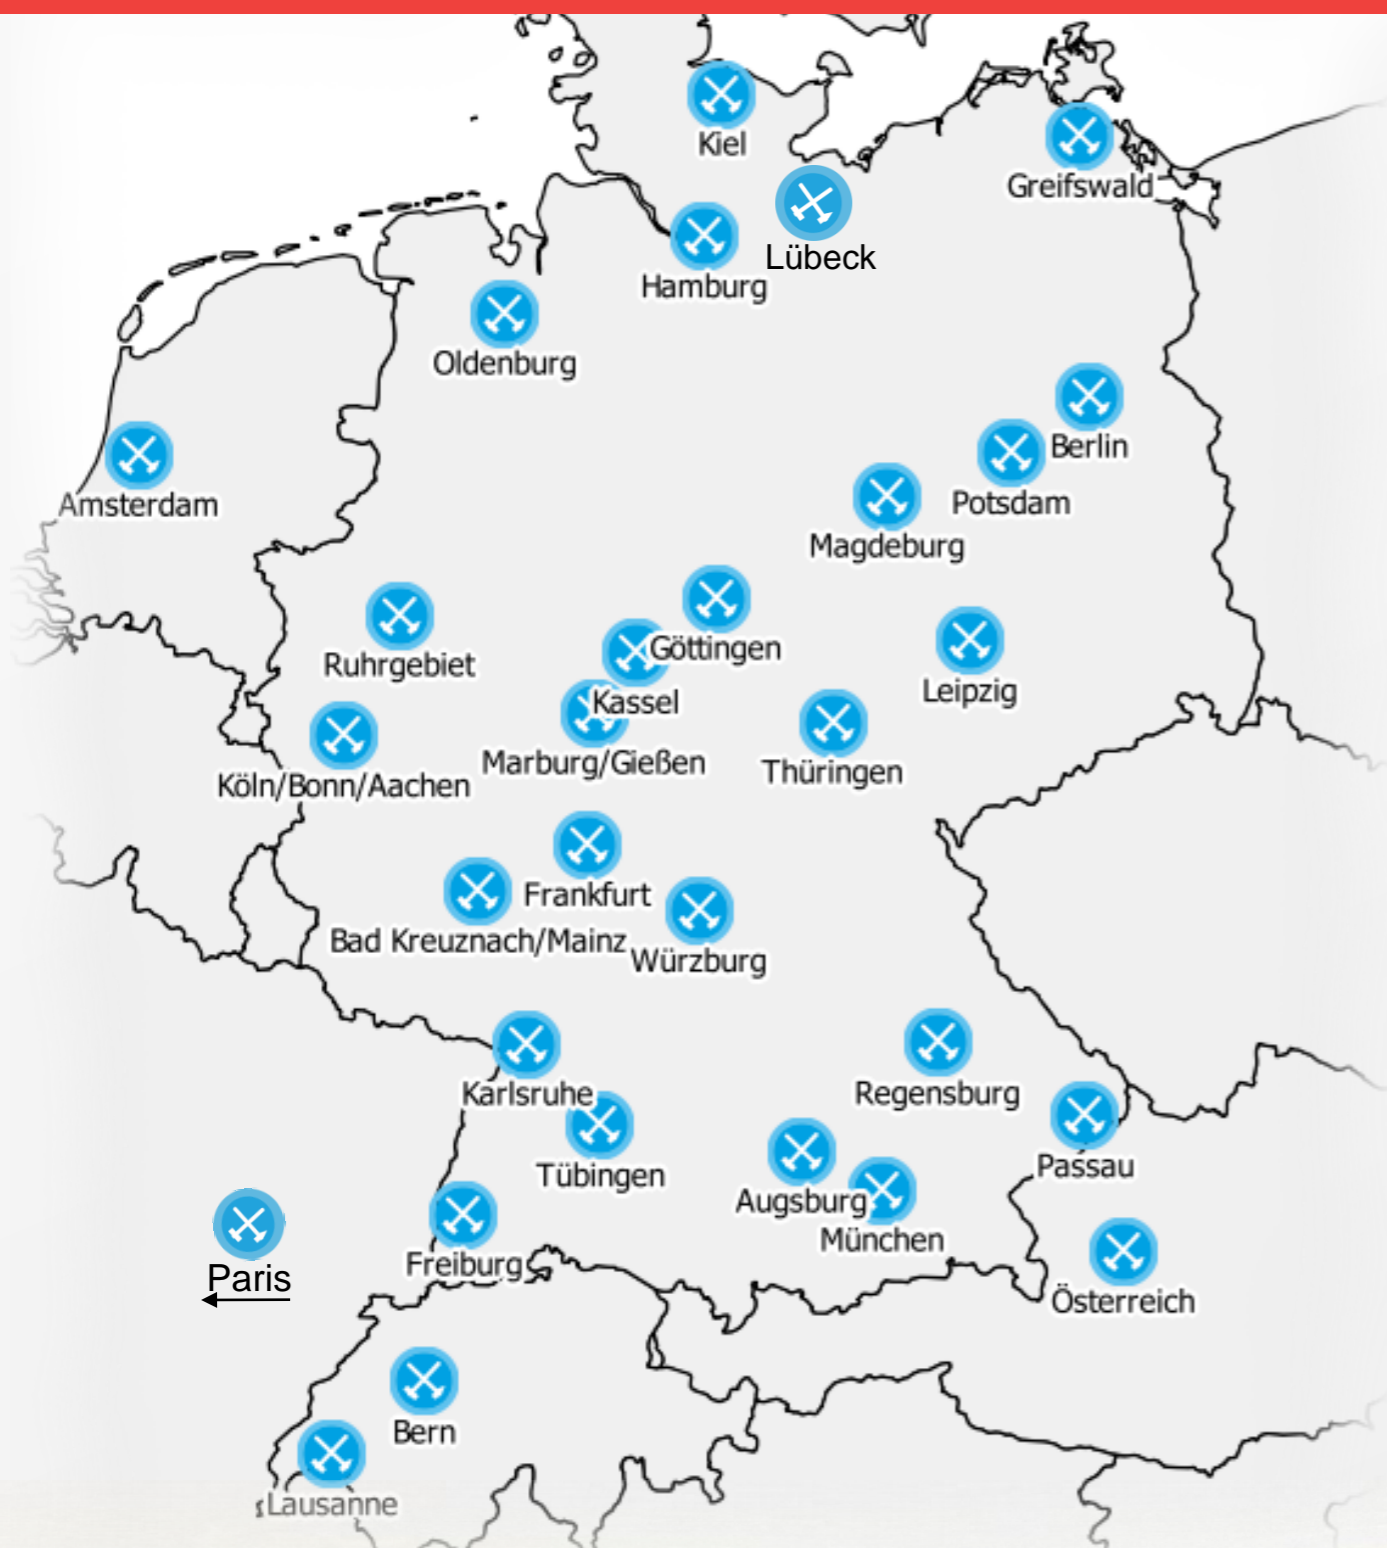 Kiel
Greifswald
Lübeck
Hamburg
Oldenburg
Berlin
Amsterdam
Potsdam
Magdeburg
Göttingen
Ruhrgebiet
Leipzig
Kassel
Marburg/Gießen
Thüringen
Köln/Bonn/Aachen
Frankfurt
Bad Kreuznach/Mainz
Würzburg
Karlsruhe
Regensburg
Passau
Tübingen
Augsburg
München
Freiburg
Paris
Österreich
Bern
Lausanne